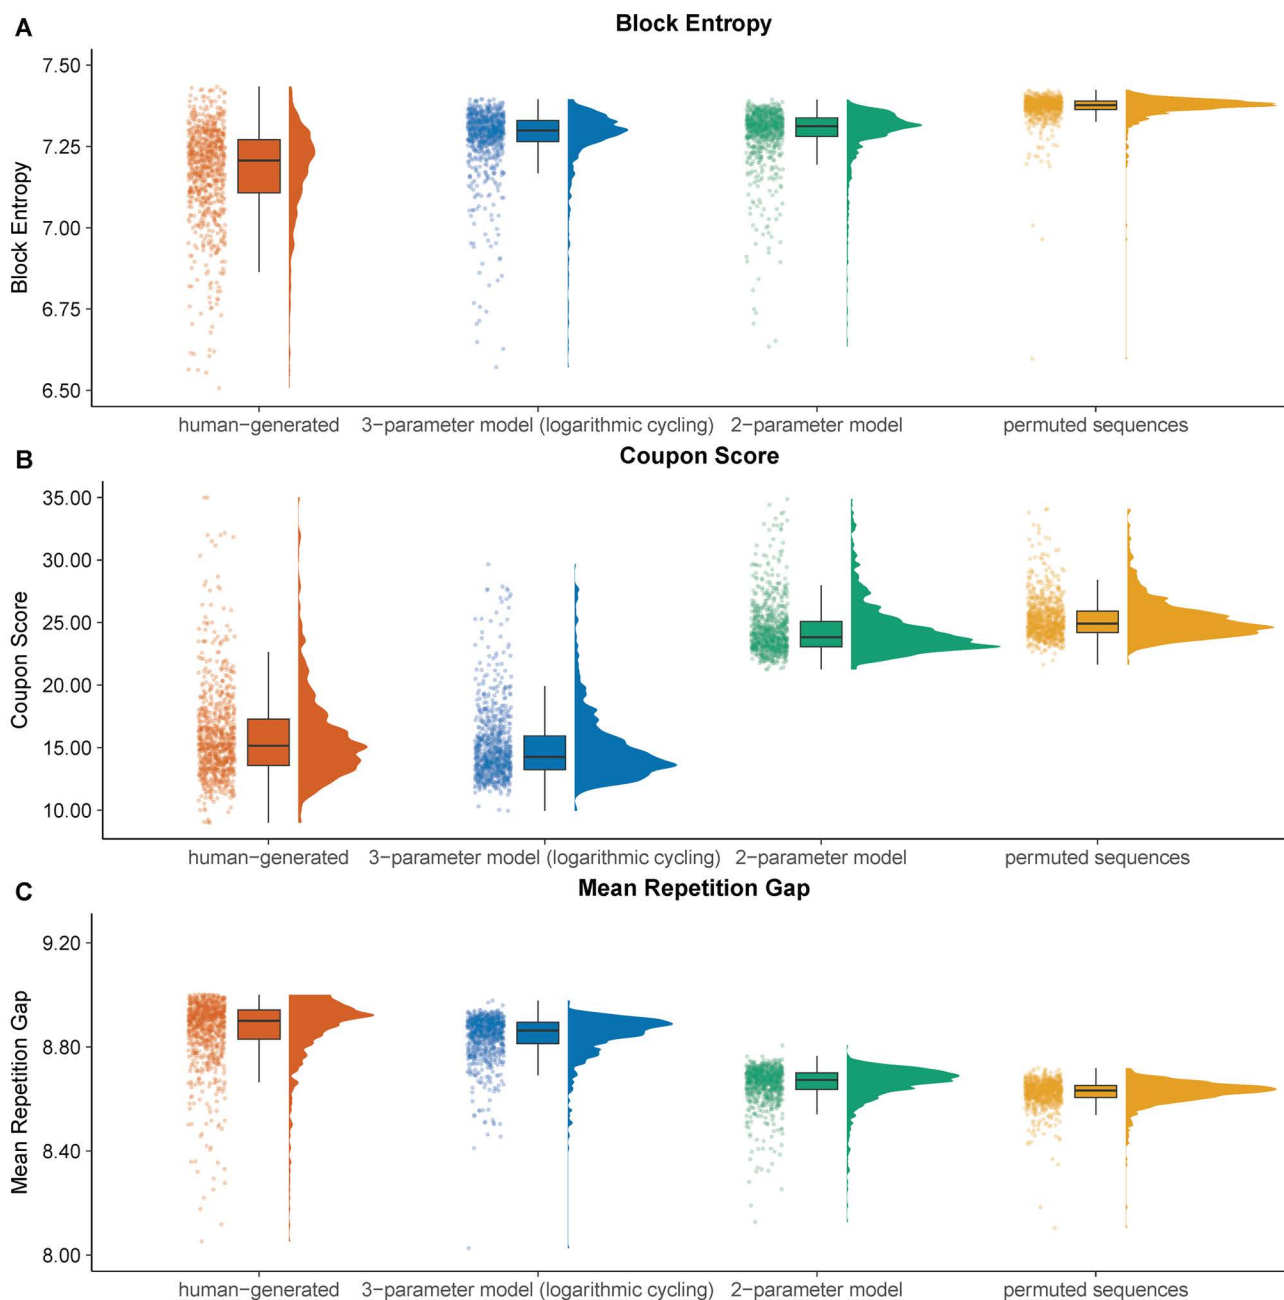 A
Block Entropy
Block Entropy
7.50
7.25
7.00
6.75
6.50
human−generated 3−parameter model (logarithmic cycling) 2−parameter model permuted sequences
B
Coupon Score
Coupon Score
35.00
30.00
25.00
20.00
15.00
10.00
human−generated 3−parameter model (logarithmic cycling) 2−parameter model permuted sequences
C
Mean Repetition Gap
Mean Repetition Gap
9.20
8.80
8.40
8.00
human−generated 3−parameter model (logarithmic cycling) 2−parameter model permuted sequences